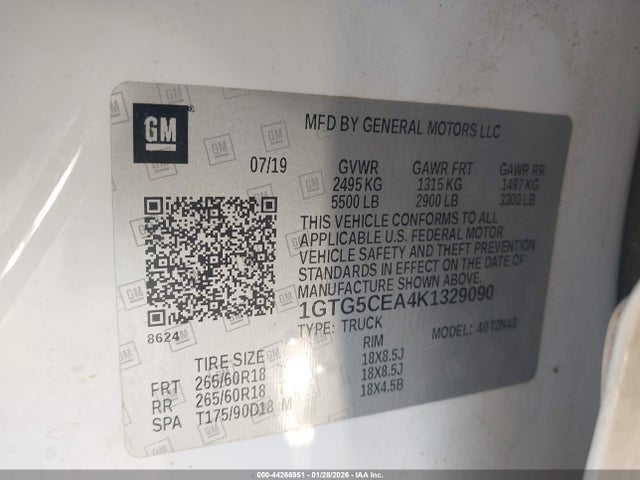 GM
MFD BY GENERAL MOTORS LLC
07/19 GVWR GAWR FRT GAWR RR
2495 KG 1315 KG 1497 KG
5500 LB 2900 LB 3300 LB
THIS VEHICLE CONFORMS TO ALL
APPLICABLE U.S. FEDERAL MOTOR
VEHICLE SAFETY AND THEFT PREVENTION
STANDARDS IN EFFECT ON THE DATE OF
MANUFACTURE SHOWN ABOVE.
1GTG5CEA4K1329090
TYPE: TRUCK MODEL: 40T2N43
8624
TIRE SIZE RIM
FRT 265/60R18 18X8.5J
RR 265/60R18 18X8.5J
SPA T175/90D18 M 18X4.5B
000-44266951 | 01/28/2026 - IAA Inc.